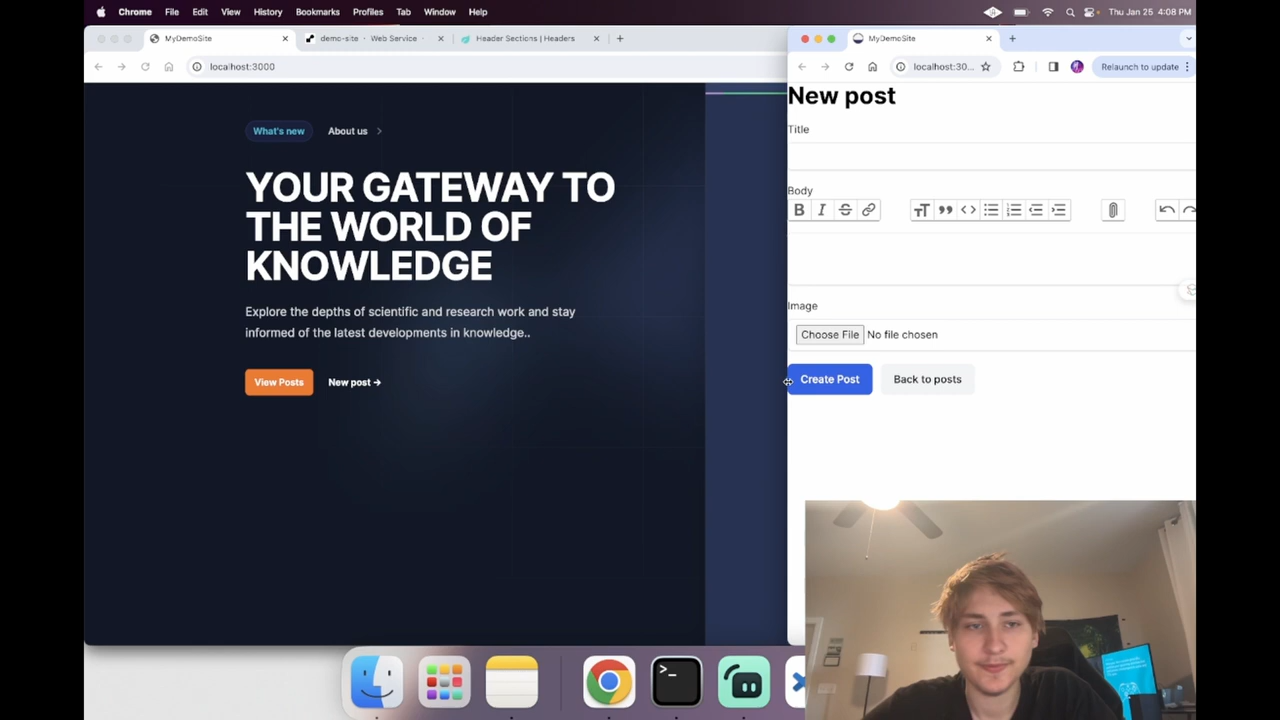 Chrome File Edit View History Bookmarks Profiles Tab Window Help Thu Jan 25 4:08 PM
MyDemoSite demo-site · Web Service · Header Sections | Headers
localhost:3000
What's new About us
YOUR GATEWAY TO
THE WORLD OF
KNOWLEDGE
Explore the depths of scientific and research work and stay
informed of the latest developments in knowledge..
View Posts New post →
MyDemoSite
localhost:30... Relaunch to update
New post
Title
Body
Image
Choose File No file chosen
Create Post Back to posts